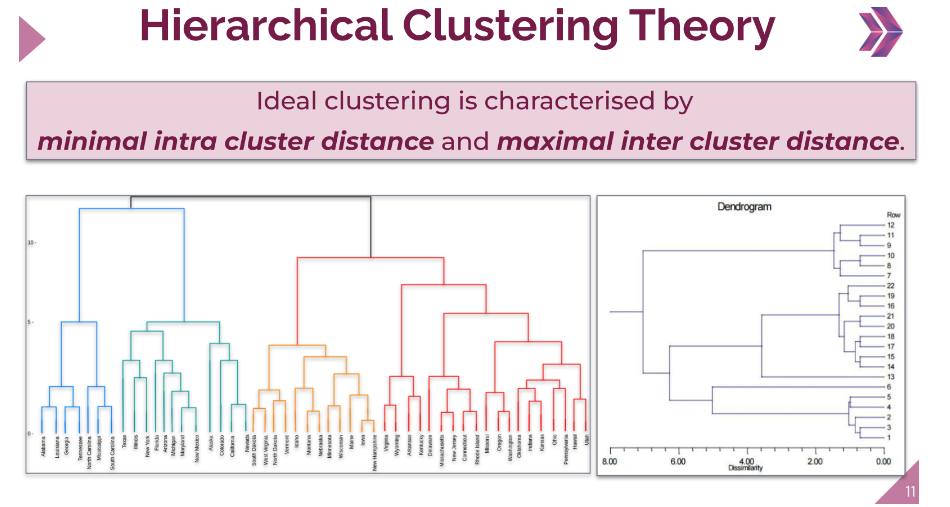 Hierarchical Clustering Theory
Ideal clustering is characterised by
minimal intra cluster distance and maximal inter cluster distance.
10
5
0
Alabama
Louisiana
Georgia
Tennessee
North Carolina
Mississippi
South Carolina
Texas
Illinois
New York
Florida
Arizona
Michigan
Maryland
New Mexico
Alaska
Colorado
California
Nevada
South Dakota
West Virginia
North Dakota
Vermont
Idaho
Montana
Nebraska
Minnesota
Wisconsin
Maine
Iowa
New Hampshire
Virginia
Wyoming
Arkansas
Kentucky
Delaware
Massachusetts
New Jersey
Connecticut
Rhode Island
Missouri
Oregon
Washington
Oklahoma
Indiana
Kansas
Ohio
Pennsylvania
Hawaii
Utah
Dendrogram
Row
12
11
9
10
8
7
22
19
16
21
20
18
17
15
14
13
6
5
4
2
3
1
8.00 6.00 4.00 2.00 0.00
Dissimilarity
11